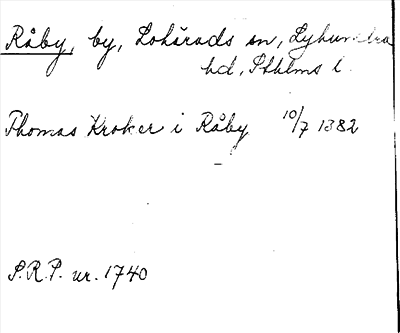 Råby, by, Lohärads sn, Lyhundra
hd, Sthlms l.
Thomas Kroker i Råby 10/7 1382
S.R.P. nr. 1740